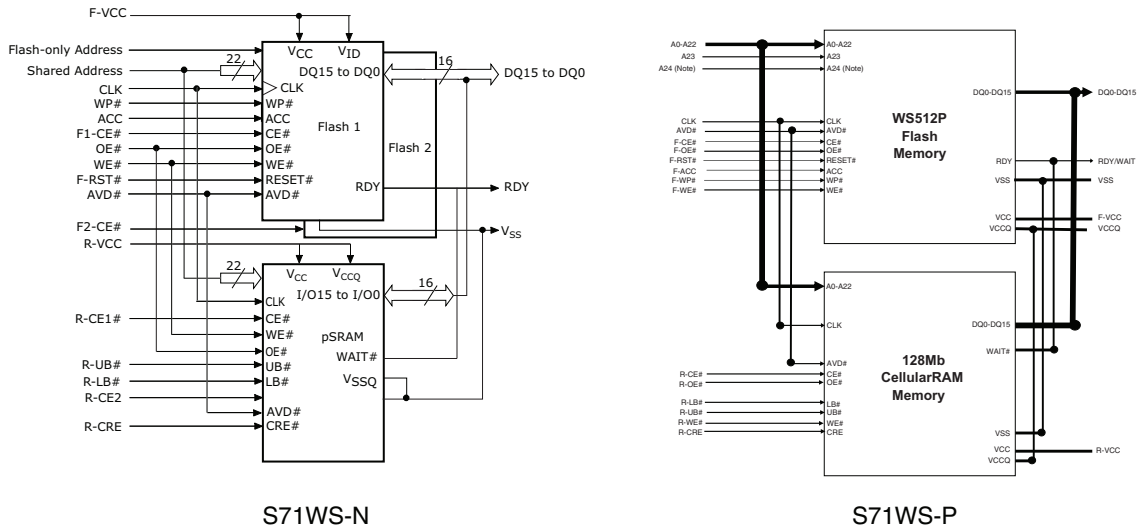 F-VCC
Flash-only Address
Shared Address
CLK
WP#
ACC
F1-CE#
OE#
WE#
F-RST#
AVD#
F2-CE#
R-VCC
R-CE1#
R-UB#
R-LB#
R-CE2
R-CRE
22
VCC VID
DQ15 to DQ0
CLK
WP#
ACC
CE#
OE#
WE#
RESET#
AVD#
Flash 1
Flash 2
RDY
16
DQ15 to DQ0
RDY
VSS
22
VCC VCCQ
I/O15 to I/O0
16
CLK
CE#
WE#
OE#
UB#
LB#
AVD#
CRE#
pSRAM
WAIT#
VSSQ
S71WS-N
A0-A22
A23
A24 (Note)
CLK
AVD#
F-CE#
F-OE#
F-RST#
F-ACC
F-WP#
F-WE#
A0-A22
A23
A24 (Note)
CLK
AVD#
CE#
OE#
RESET#
ACC
WP#
WE#
WS512P
Flash
Memory
DQ0-DQ15
RDY
VSS
VCC
VCCQ
DQ0-DQ15
RDY/WAIT
VSS
F-VCC
VCCQ
R-CE#
R-OE#
R-LB#
R-UB#
R-WE#
R-CRE
A0-A22
CLK
AVD#
CE#
OE#
LB#
UB#
WE#
CRE
128Mb
CellularRAM
Memory
DQ0-DQ15
WAIT#
VSS
VCC
VCCQ
R-VCC
S71WS-P